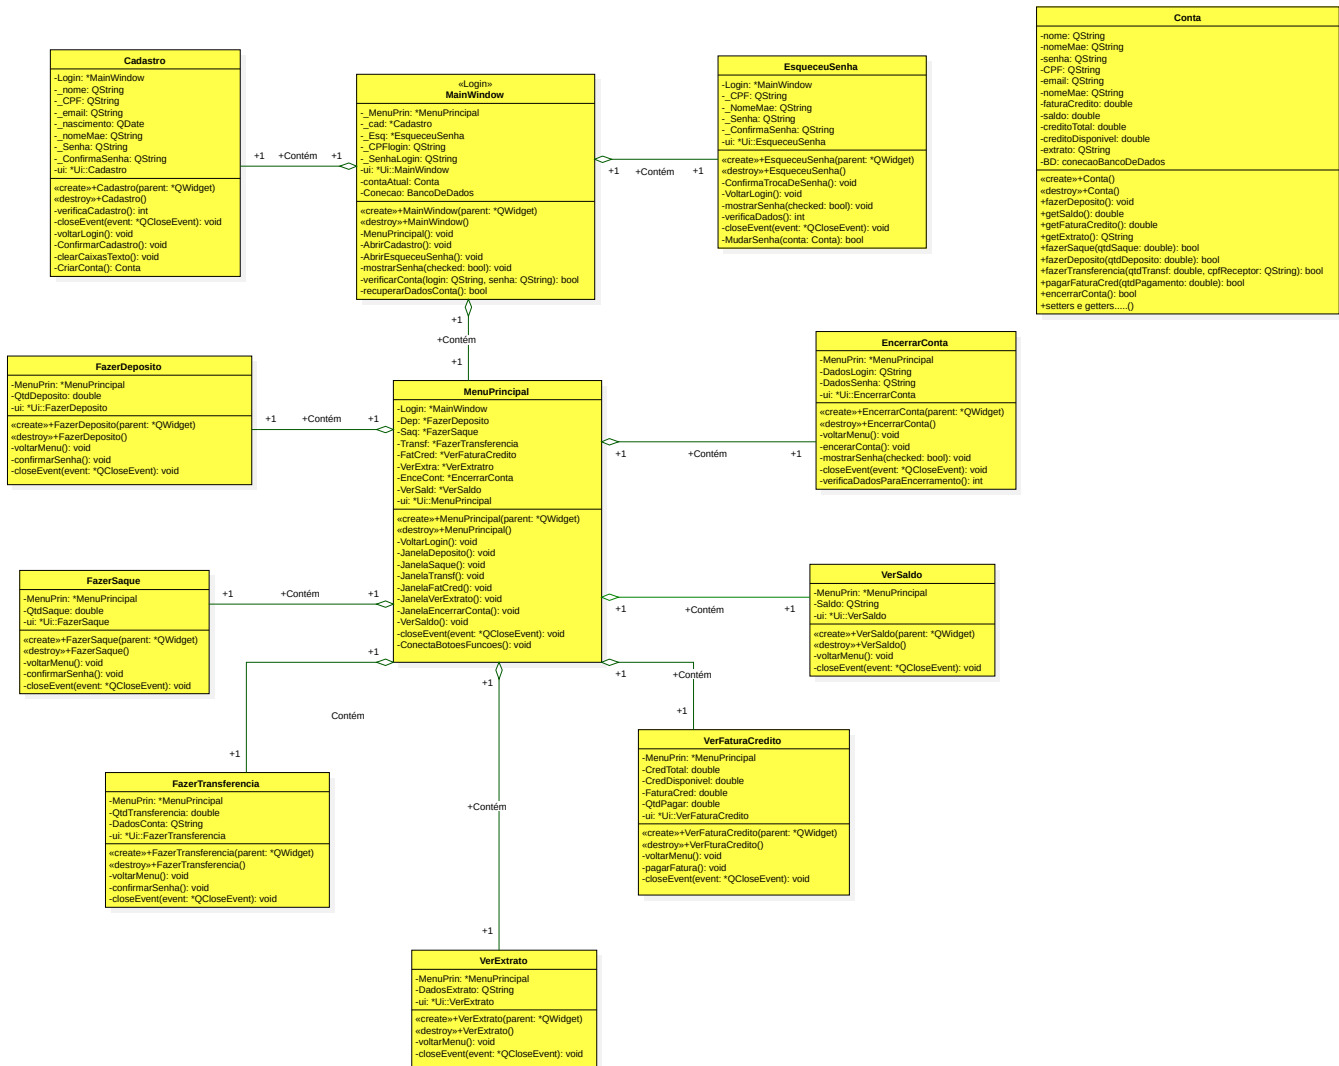 Conta
-nome: QString
-nomeMae: QString
-senha: QString
-CPF: QString
-email: QString
-nomeMae: QString
-faturaCredito: double
-saldo: double
-creditoTotal: double
-creditoDisponivel: double
-extrato: QString
-BD: conecaoBancoDeDados
«create»+Conta()
«destroy»+Conta()
+fazerDeposito(): void
+getSaldo(): double
+getFaturaCredito(): double
+getExtrato(): QString
+fazerSaque(qtdSaque: double): bool
+fazerDeposito(qtdDeposito: double): bool
+fazerTransferencia(qtdTransf: double, cpfReceptor: QString): bool
+pagarFaturaCred(qtdPagamento: double): bool
+encerrarConta(): bool
+setters e getters.....()
Cadastro
-Login: *MainWindow
-_nome: QString
-_CPF: QString
-_email: QString
-_nascimento: QDate
-_nomeMae: QString
-_Senha: QString
-_ConfirmaSenha: QString
-ui: *Ui::Cadastro
«create»+Cadastro(parent: *QWidget)
«destroy»+Cadastro()
-verificaCadastro(): int
-closeEvent(event: *QCloseEvent): void
-voltarLogin(): void
-ConfirmarCadastro(): void
-clearCaixasTexto(): void
-CriarConta(): Conta
+1 +Contém +1
«Login»
MainWindow
-_MenuPrin: *MenuPrincipal
-_cad: *Cadastro
-_Esq: *EsqueceuSenha
-_CPFlogin: QString
-_SenhaLogin: QString
-ui: *Ui::MainWindow
-contaAtual: Conta
-Conecao: BancoDeDados
«create»+MainWindow(parent: *QWidget)
«destroy»+MainWindow()
-MenuPrincipal(): void
-AbrirCadastro(): void
-AbrirEsqueceuSenha(): void
-mostrarSenha(checked: bool): void
-verificarConta(login: QString, senha: QString): bool
-recuperarDadosConta(): bool
+1 +Contém +1
EsqueceuSenha
-Login: *MainWindow
-_CPF: QString
-_NomeMae: QString
-_Senha: QString
-_ConfirmaSenha: QString
-ui: *Ui::EsqueceuSenha
«create»+EsqueceuSenha(parent: *QWidget)
«destroy»+EsqueceuSenha()
-ConfirmaTrocaDeSenha(): void
-VoltarLogin(): void
-mostrarSenha(checked: bool): void
-verificaDados(): int
-closeEvent(event: *QCloseEvent): void
-MudarSenha(conta: Conta): bool
+1
+Contém
+1
FazerDeposito
-MenuPrin: *MenuPrincipal
-QtdDeposito: double
-ui: *Ui::FazerDeposito
«create»+FazerDeposito(parent: *QWidget)
«destroy»+FazerDeposito()
-voltarMenu(): void
-confirmarSenha(): void
-closeEvent(event: *QCloseEvent): void
+1 +Contém +1
MenuPrincipal
-Login: *MainWindow
-Dep: *FazerDeposito
-Saq: *FazerSaque
-Transf: *FazerTransferencia
-FatCred: *VerFaturaCredito
-VerExtra: *VerExtratro
-EnceCont: *EncerrarConta
-VerSald: *VerSaldo
-ui: *Ui::MenuPrincipal
«create»+MenuPrincipal(parent: *QWidget)
«destroy»+MenuPrincipal()
-VoltarLogin(): void
-JanelaDeposito(): void
-JanelaSaque(): void
-JanelaTransf(): void
-JanelaFatCred(): void
-JanelaVerExtrato(): void
-JanelaEncerrarConta(): void
-VerSaldo(): void
-closeEvent(event: *QCloseEvent): void
-ConectaBotoesFuncoes(): void
+1 +Contém +1
EncerrarConta
-MenuPrin: *MenuPrincipal
-DadosLogin: QString
-DadosSenha: QString
-ui: *Ui::EncerrarConta
«create»+EncerrarConta(parent: *QWidget)
«destroy»+EncerrarConta()
-voltarMenu(): void
-encerarConta(): void
-mostrarSenha(checked: bool): void
-closeEvent(event: *QCloseEvent): void
-verificaDadosParaEncerramento(): int
FazerSaque
-MenuPrin: *MenuPrincipal
-QtdSaque: double
-ui: *Ui::FazerSaque
«create»+FazerSaque(parent: *QWidget)
«destroy»+FazerSaque()
-voltarMenu(): void
-confirmarSenha(): void
-closeEvent(event: *QCloseEvent): void
+1 +Contém +1
+1 +Contém +1
VerSaldo
-MenuPrin: *MenuPrincipal
-Saldo: QString
-ui: *Ui::VerSaldo
«create»+VerSaldo(parent: *QWidget)
«destroy»+VerSaldo()
-voltarMenu(): void
-closeEvent(event: *QCloseEvent): void
+1
Contém
+1
FazerTransferencia
-MenuPrin: *MenuPrincipal
-QtdTransferencia: double
-DadosConta: QString
-ui: *Ui::FazerTransferencia
«create»+FazerTransferencia(parent: *QWidget)
«destroy»+FazerTransferencia()
-voltarMenu(): void
-confirmarSenha(): void
-closeEvent(event: *QCloseEvent): void
+1
+Contém
+1
+1
+Contém
+1
VerFaturaCredito
-MenuPrin: *MenuPrincipal
-CredTotal: double
-CredDisponivel: double
-FaturaCred: double
-QtdPagar: double
-ui: *Ui::VerFaturaCredito
«create»+VerFaturaCredito(parent: *QWidget)
«destroy»+VerFturaCredito()
-voltarMenu(): void
-pagarFatura(): void
-closeEvent(event: *QCloseEvent): void
VerExtrato
-MenuPrin: *MenuPrincipal
-DadosExtrato: QString
-ui: *Ui::VerExtrato
«create»+VerExtrato(parent: *QWidget)
«destroy»+VerExtrato()
-voltarMenu(): void
-closeEvent(event: *QCloseEvent): void